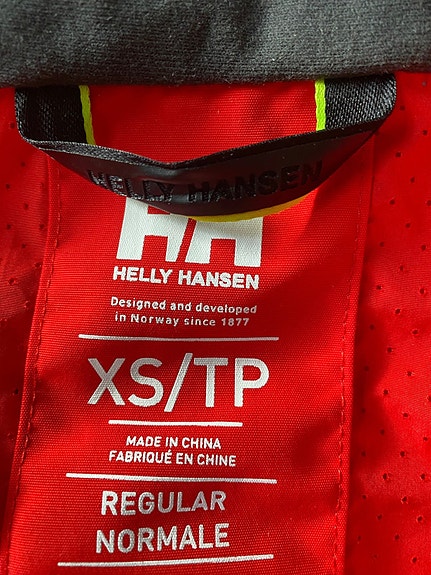 HELLY HANSEN
HH
HELLY HANSEN
Designed and developed
in Norway since 1877
XS/TP
MADE IN CHINA
FABRIQUÉ EN CHINE
REGULAR
NORMALE